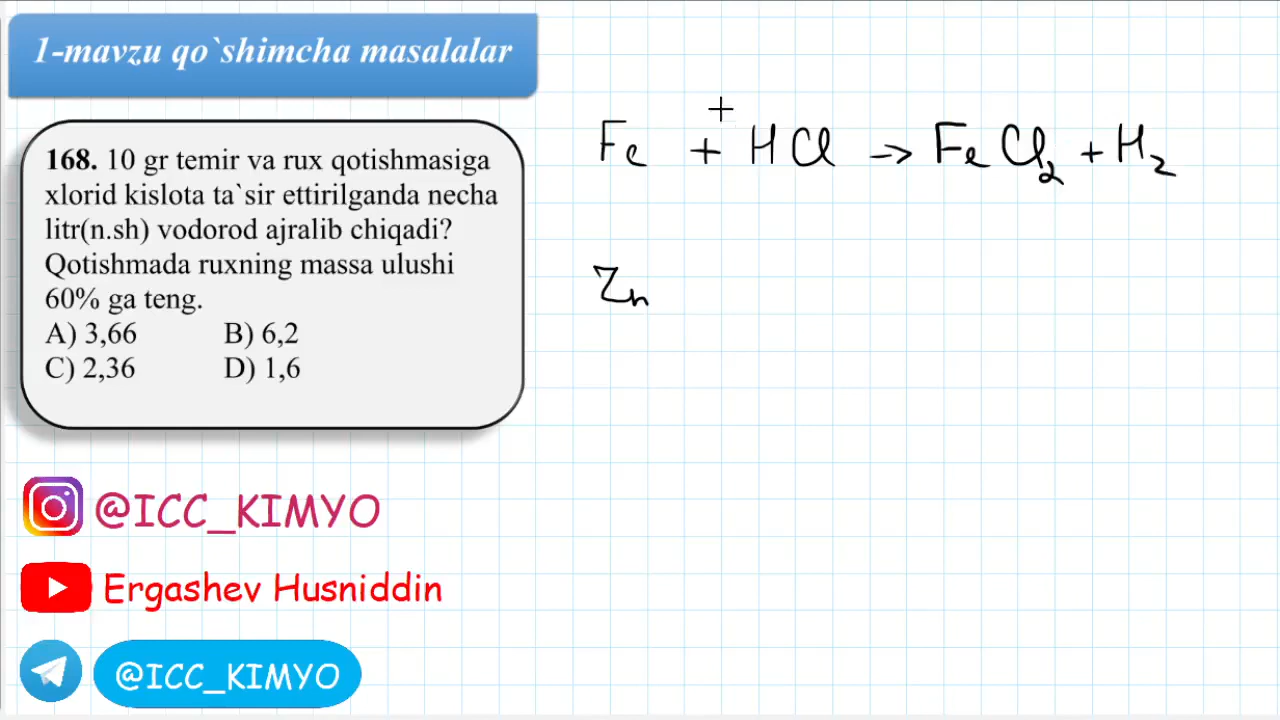 1-mavzu qo`shimcha masalalar
168. 10 gr temir va rux qotishmasiga
xlorid kislota ta`sir ettirilganda necha
litr(n.sh) vodorod ajralib chiqadi?
Qotishmada ruxning massa ulushi
60% ga teng.
A) 3,66 B) 6,2
C) 2,36 D) 1,6
Fe + HCl → FeCl₂ + H₂
Zn
@ICC_KIMYO
Ergashev Husniddin
@ICC_KIMYO